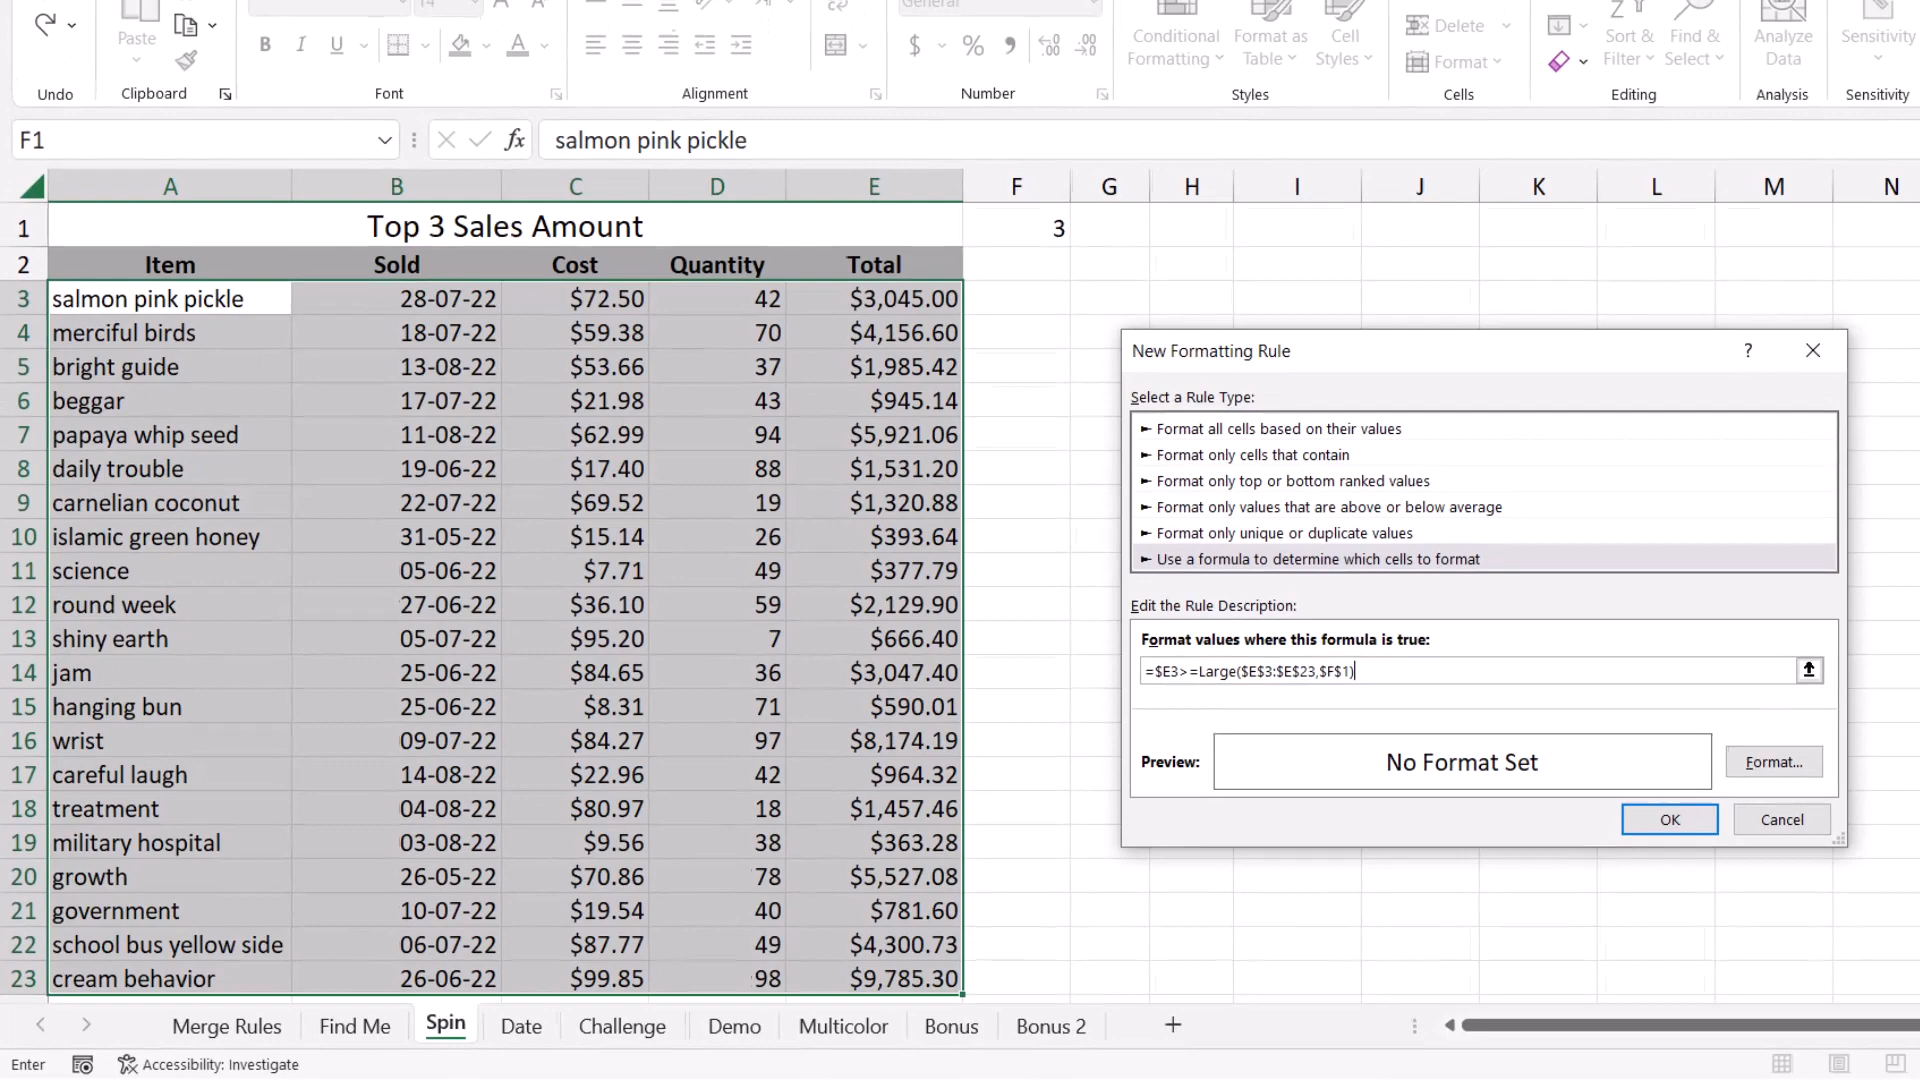 14
General
Paste
B I U
$ % 9
Conditional Formatting
Format as Table
Cell Styles
Delete
Format
Sort & Filter
Find & Select
Analyze Data
Sensitivity
Undo Clipboard Font Alignment Number Styles Cells Editing Analysis Sensitivity
F1 fx salmon pink pickle
A B C D E F G H I J K L M N
1 Top 3 Sales Amount 3
2 Item Sold Cost Quantity Total
3 salmon pink pickle 28-07-22 $72.50 42 $3,045.00
4 merciful birds 18-07-22 $59.38 70 $4,156.60
5 bright guide 13-08-22 $53.66 37 $1,985.42
6 beggar 17-07-22 $21.98 43 $945.14
7 papaya whip seed 11-08-22 $62.99 94 $5,921.06
8 daily trouble 19-06-22 $17.40 88 $1,531.20
9 carnelian coconut 22-07-22 $69.52 19 $1,320.88
10 islamic green honey 31-05-22 $15.14 26 $393.64
11 science 05-06-22 $7.71 49 $377.79
12 round week 27-06-22 $36.10 59 $2,129.90
13 shiny earth 05-07-22 $95.20 7 $666.40
14 jam 25-06-22 $84.65 36 $3,047.40
15 hanging bun 25-06-22 $8.31 71 $590.01
16 wrist 09-07-22 $84.27 97 $8,174.19
17 careful laugh 14-08-22 $22.96 42 $964.32
18 treatment 04-08-22 $80.97 18 $1,457.46
19 military hospital 03-08-22 $9.56 38 $363.28
20 growth 26-05-22 $70.86 78 $5,527.08
21 government 10-07-22 $19.54 40 $781.60
22 school bus yellow side 06-07-22 $87.77 49 $4,300.73
23 cream behavior 26-06-22 $99.85 98 $9,785.30
New Formatting Rule ?
Select a Rule Type:
► Format all cells based on their values
► Format only cells that contain
► Format only top or bottom ranked values
► Format only values that are above or below average
► Format only unique or duplicate values
► Use a formula to determine which cells to format
Edit the Rule Description:
Format values where this formula is true:
=$E3>=Large($E$3:$E$23,$F$1)
Preview: No Format Set Format...
OK Cancel
Merge Rules Find Me Spin Date Challenge Demo Multicolor Bonus Bonus 2 +
Enter Accessibility: Investigate